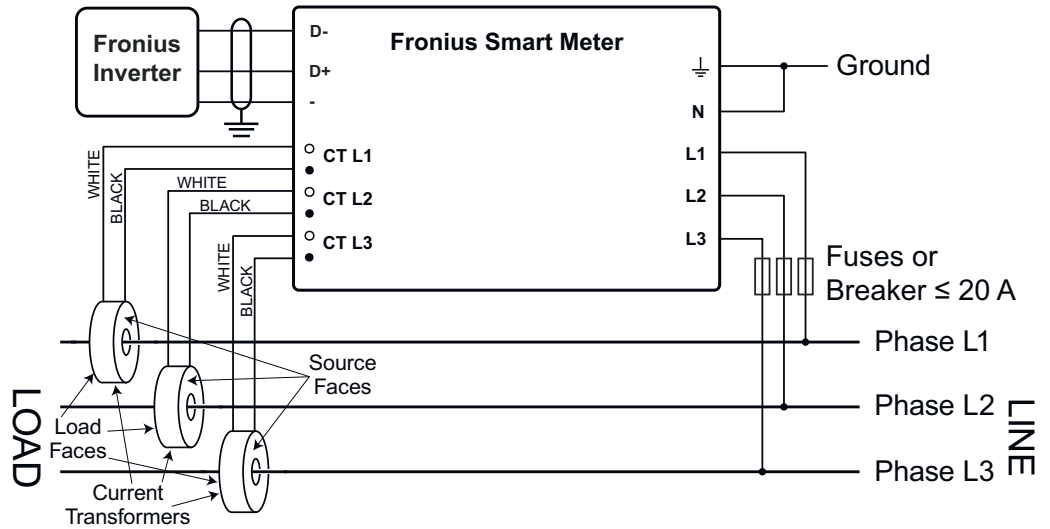 Fronius
Inverter
D-
D+
-
Fronius Smart Meter
Ground
N
L1
L2
L3
CT L1
CT L2
CT L3
WHITE
BLACK
WHITE
BLACK
WHITE
BLACK
Fuses or
Breaker ≤ 20 A
Phase L1
Phase L2
Phase L3
Source
Faces
LOAD
Load
Faces
Current
Transformers
LINE